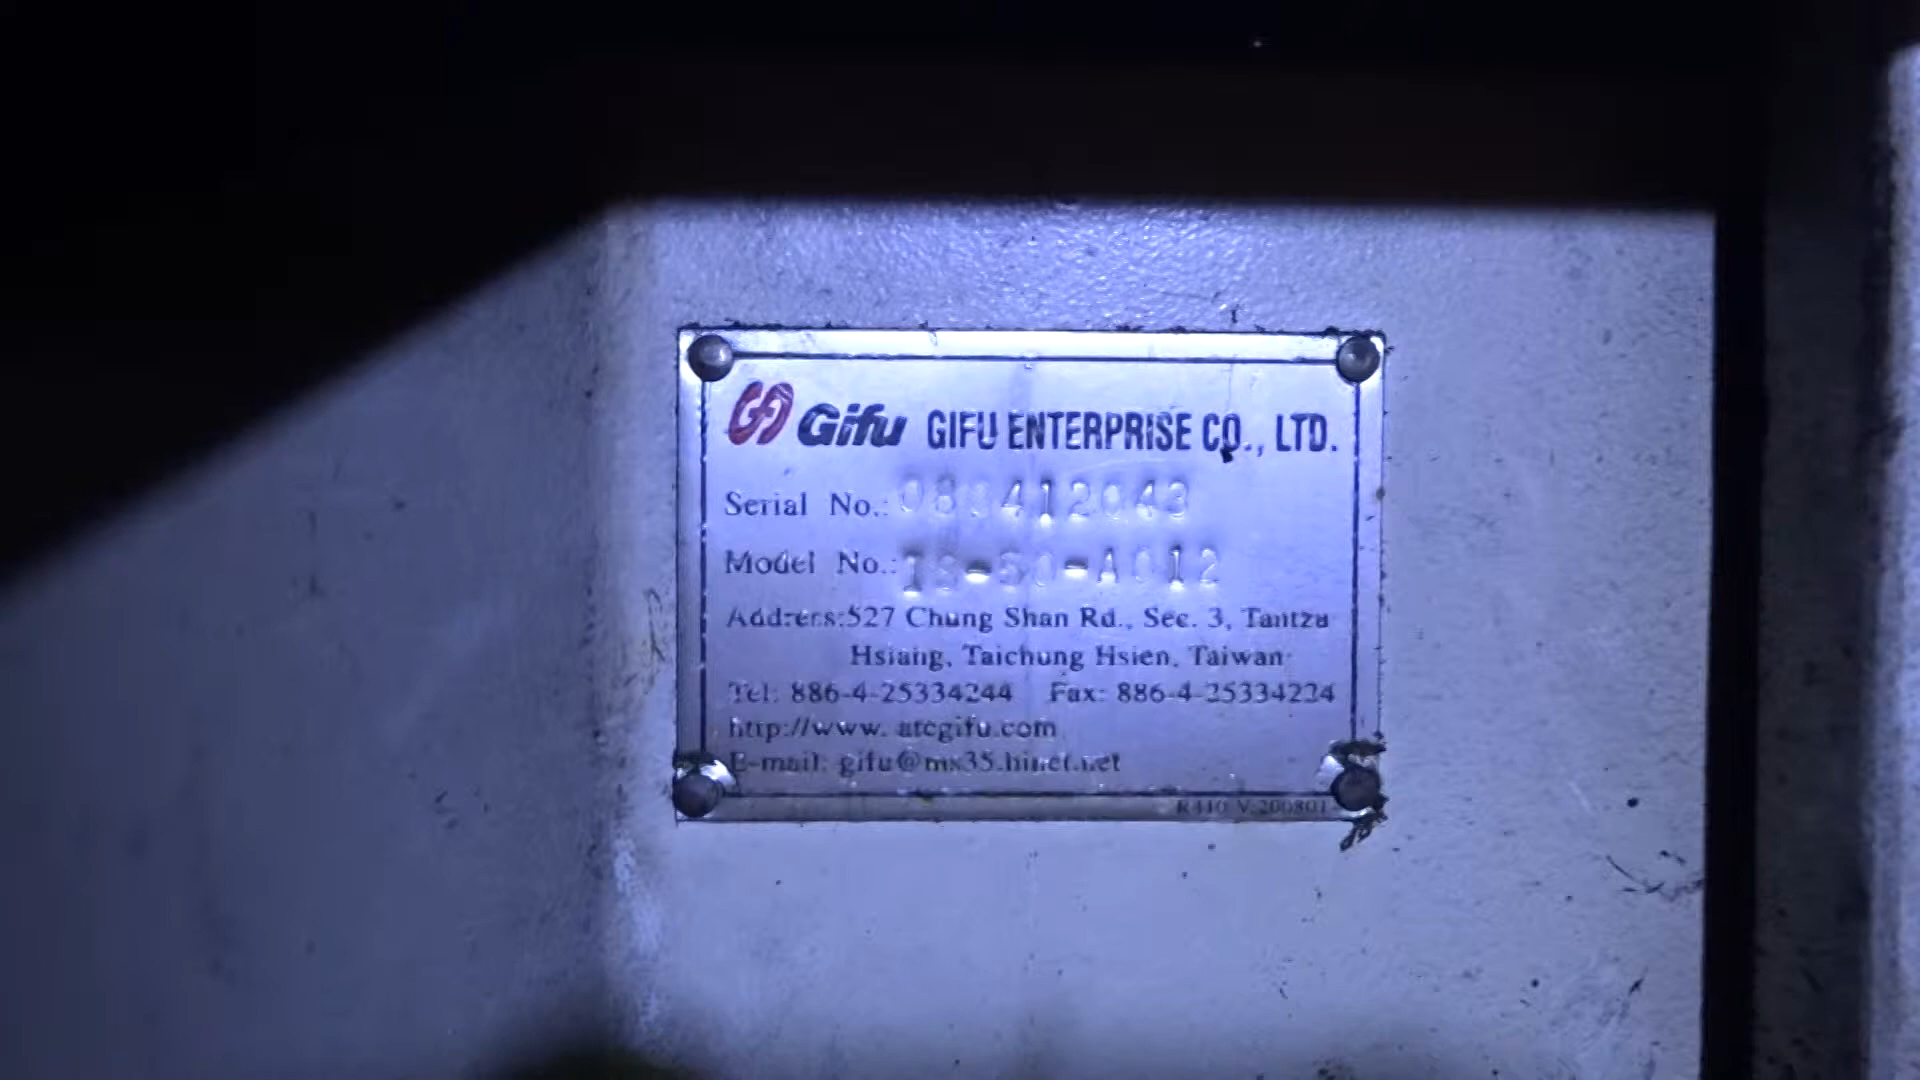 Gifu GIFU ENTERPRISE CO., LTD.
Serial No.:
Model No.:
Address:527 Chung Shan Rd., Sec. 3, Tantzu
Hsiang, Taichung Hsien, Taiwan
Tel: 886-4-25334244 Fax: 886-4-25334224
http://www. atcgifu.com
E-mail: gifu@ms35.hinet.net
R410 V.200801